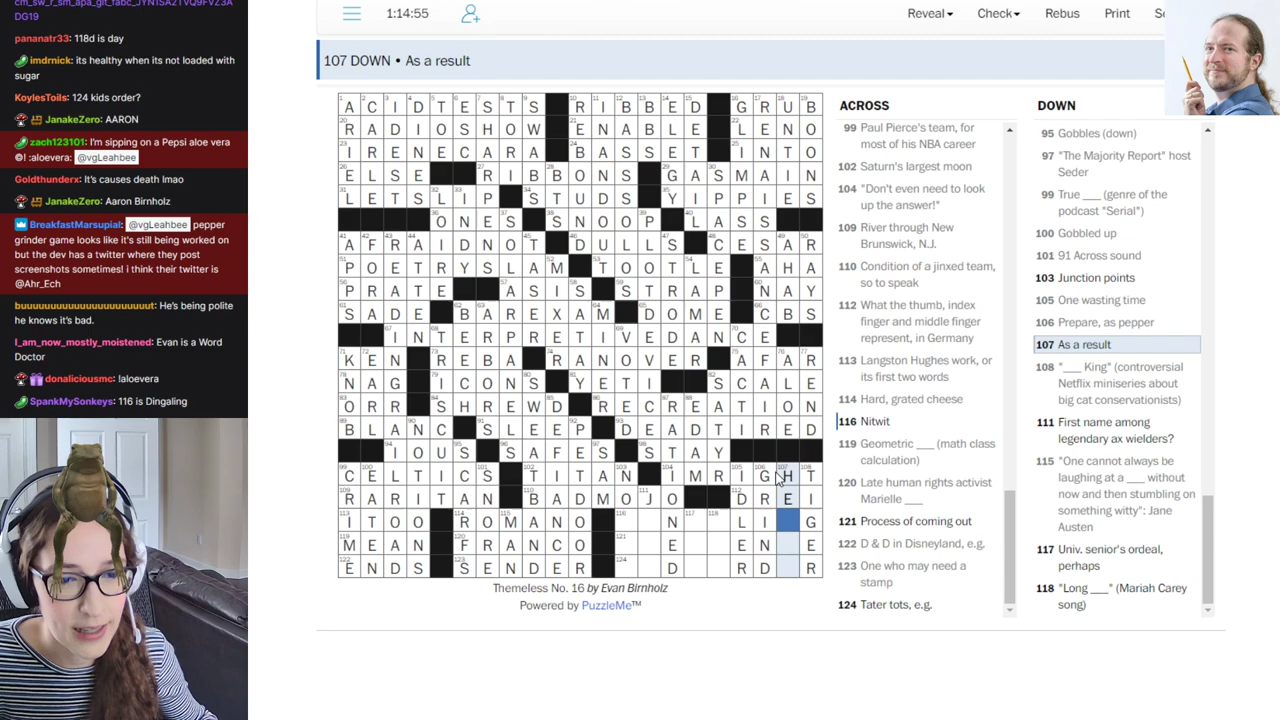 cm_sw_r_sm_apa_glt_fabc_JYN1SA2TVQ9FVZ3A
DG19
pananatr33: 118d is day
imdrnick: its healthy when its not loaded with
sugar
KoylesToils: 124 kids order?
JanakeZero: AARON
zach123101: I'm sipping on a Pepsi aloe vera
©! :aloevera: @vgLeahbee
Goldthunderx: It's causes death lmao
JanakeZero: Aaron Birnholz
BreakfastMarsupial: @vgLeahbee pepper
grinder game looks like it's still being worked on
but the dev has a twitter where they post
screenshots sometimes! i think their twitter is
@Ahr_Ech
buuuuuuuuuuuuuuuuuuuuut: He's being polite
he knows it's bad.
I_am_now_mostly_moistened: Evan is a Word
Doctor
donaliciousmc: !aloevera
SpankMySonkeys: 116 is Dingaling
1:14:55
Reveal
Check
Rebus
Print
107 DOWN • As a result
A C I D T E S T S R I B B E D G R U B
R A D I O S H O W E N A B L E L E N O
I R E N E C A R A B A S S E T I N T O
E L S E R I B B O N S G A S M A I N
L E T S L I P S T U D S Y I P P I E S
O N E S S N O O P L A S S
A F R A I D N O T D U L L S C E S A R
P O E T R Y S L A M T O O T L E A H A
P R A T E A S I S S T R A P N A Y
S A D E B A R E X A M D O M E C B S
I N T E R P R E T I V E D A N C E
K E N R E B A R A N O V E R A F A R
N A G I C O N S Y E T I S C A L E
O R R S H R E W D R E C R E A T I O N
B L A N C S L E E P D E A D T I R E D
I O U S S A F E S S T A Y
C E L T I C S T I T A N I M R I G H T
R A R I T A N B A D M O J O D R E I
I T O O R O M A N O N L I G
M E A N F R A N C O E E N E
E N D S S E N D E R D R D R
Themeless No. 16 by Evan Birnholz
Powered by PuzzleMe™
ACROSS
99 Paul Pierce's team, for
most of his NBA career
102 Saturn's largest moon
104 "Don't even need to look
up the answer!"
109 River through New
Brunswick, N.J.
110 Condition of a jinxed team,
so to speak
112 What the thumb, index
finger and middle finger
represent, in Germany
113 Langston Hughes work, or
its first two words
114 Hard, grated cheese
116 Nitwit
119 Geometric ___ (math class
calculation)
120 Late human rights activist
Marielle ___
121 Process of coming out
122 D & D in Disneyland, e.g.
123 One who may need a
stamp
124 Tater tots, e.g.
DOWN
95 Gobbles (down)
97 "The Majority Report" host
Seder
99 True ___ (genre of the
podcast "Serial")
100 Gobbled up
101 91 Across sound
103 Junction points
105 One wasting time
106 Prepare, as pepper
107 As a result
108 "___ King" (controversial
Netflix miniseries about
big cat conservationists)
111 First name among
legendary ax wielders?
115 "One cannot always be
laughing at a ___ without
now and then stumbling on
something witty": Jane
Austen
117 Univ. senior's ordeal,
perhaps
118 "Long ___" (Mariah Carey
song)